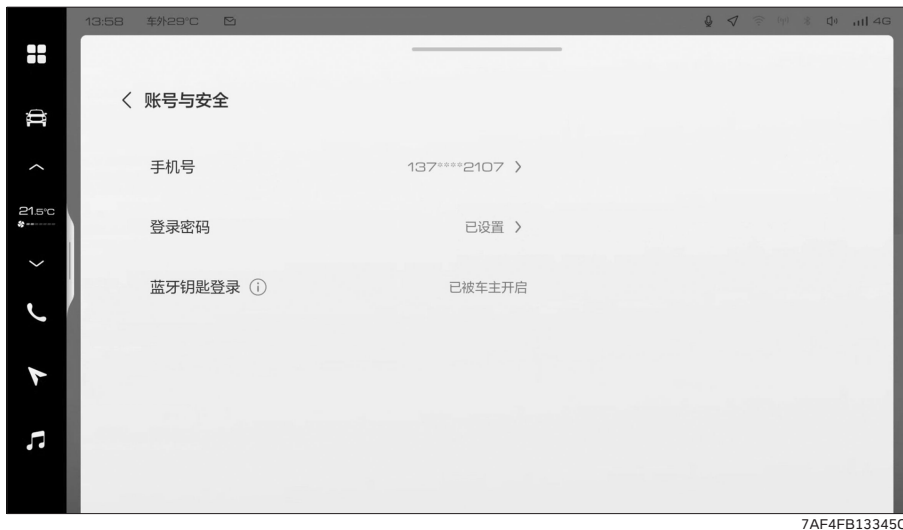 13:58 车外29°C 4G
账号与安全
手机号 137****2107
21.5°C
登录密码 已设置
蓝牙钥匙登录 已被车主开启
7AF4FB13345C